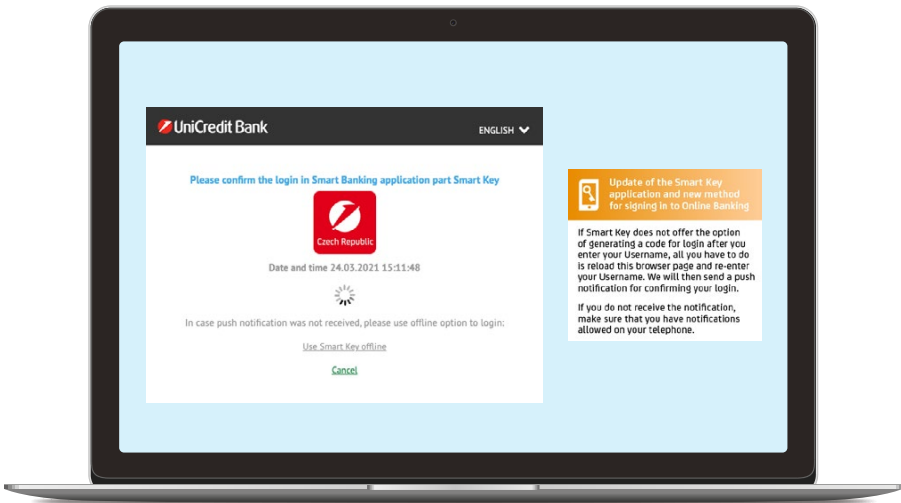 UniCredit Bank
ENGLISH
Please confirm the login in Smart Banking application part Smart Key
Czech Republic
Date and time 24.03.2021 15:11:48
In case push notification was not received, please use offline option to login:
Use Smart Key offline
Cancel
Update of the Smart Key
application and new method
for signing in to Online Banking
If Smart Key does not offer the option
of generating a code for login after you
enter your Username, all you have to do
is reload this browser page and re-enter
your Username. We will then send a push
notification for confirming your login.
If you do not receive the notification,
make sure that you have notifications
allowed on your telephone.